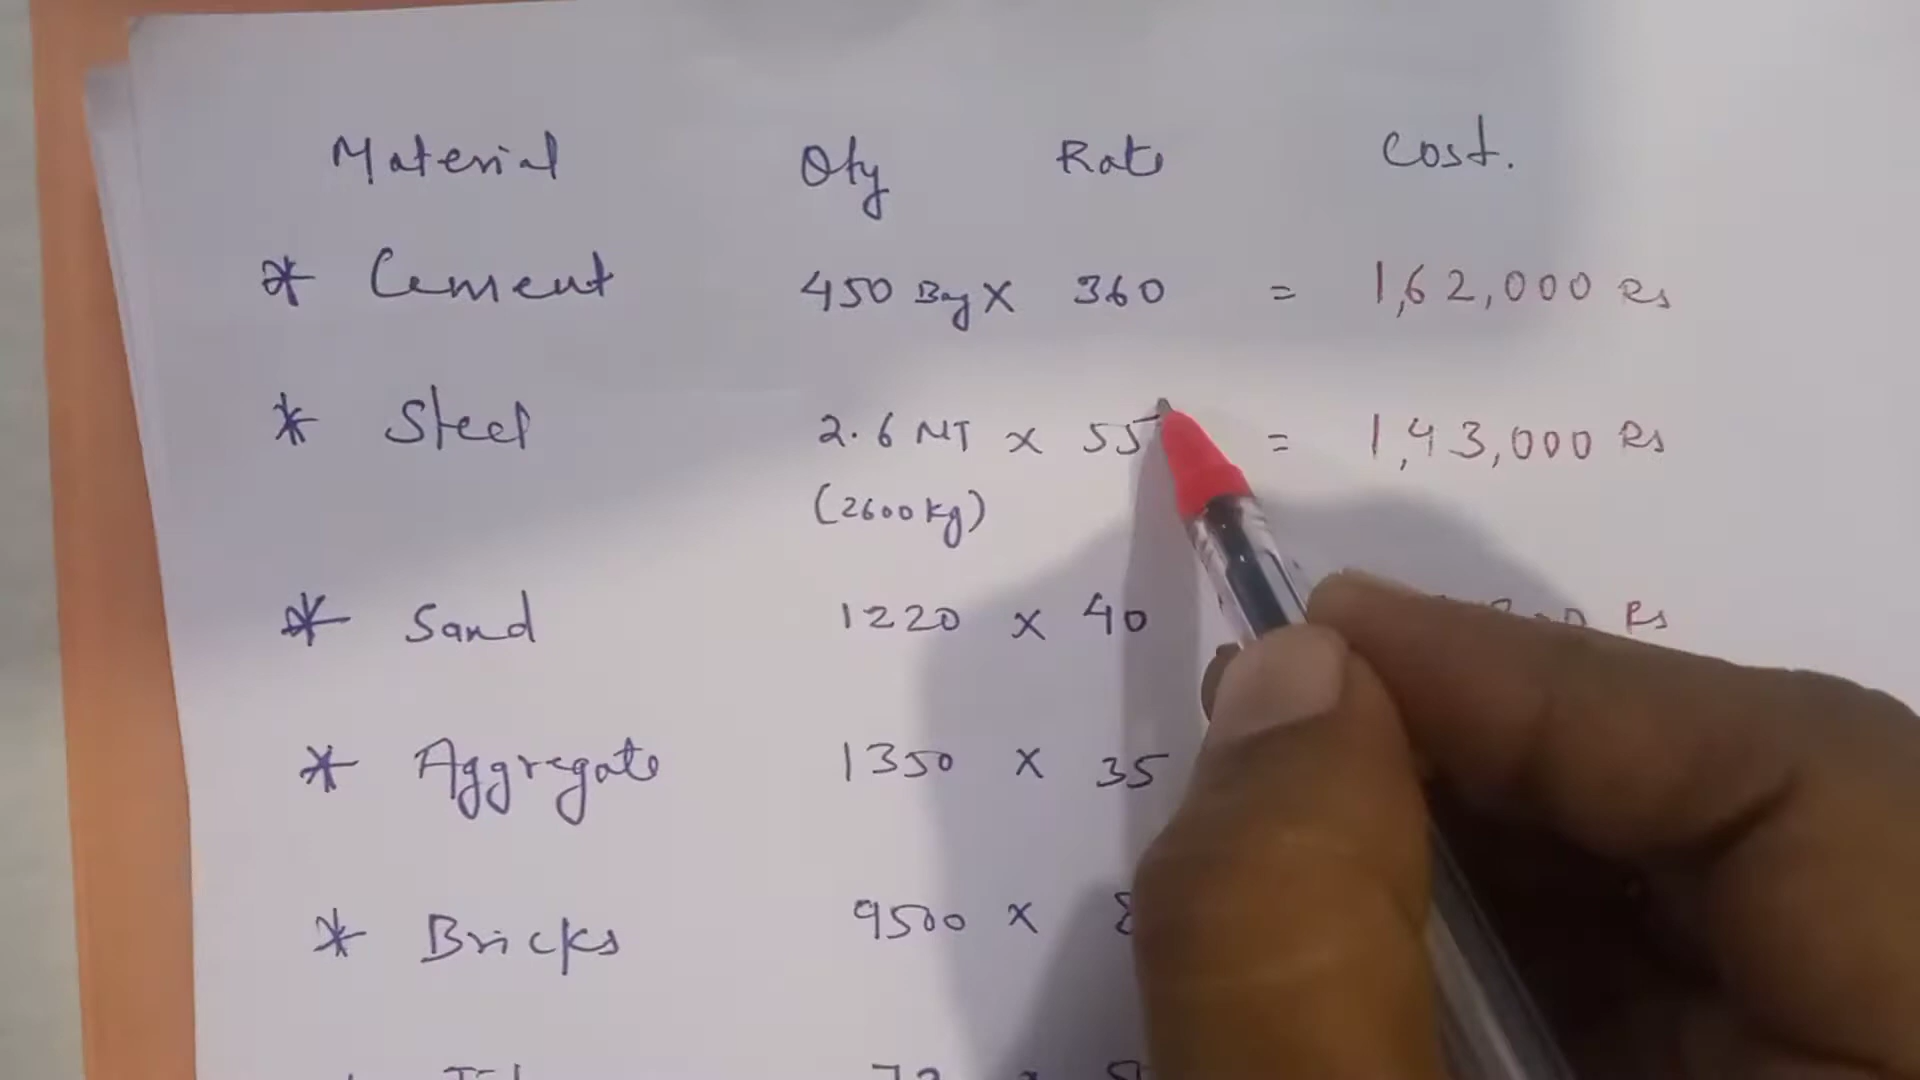 Material Qty Rate Cost.
* Cement 450 Bag X 360 = 1,62,000 Rs
* Steel 2.6 MT x 55 = 1,43,000 Rs
(2600 kg)
* Sand 1220 x 40 Rs
* Aggregate 1350 x 35
* Bricks 9500 x